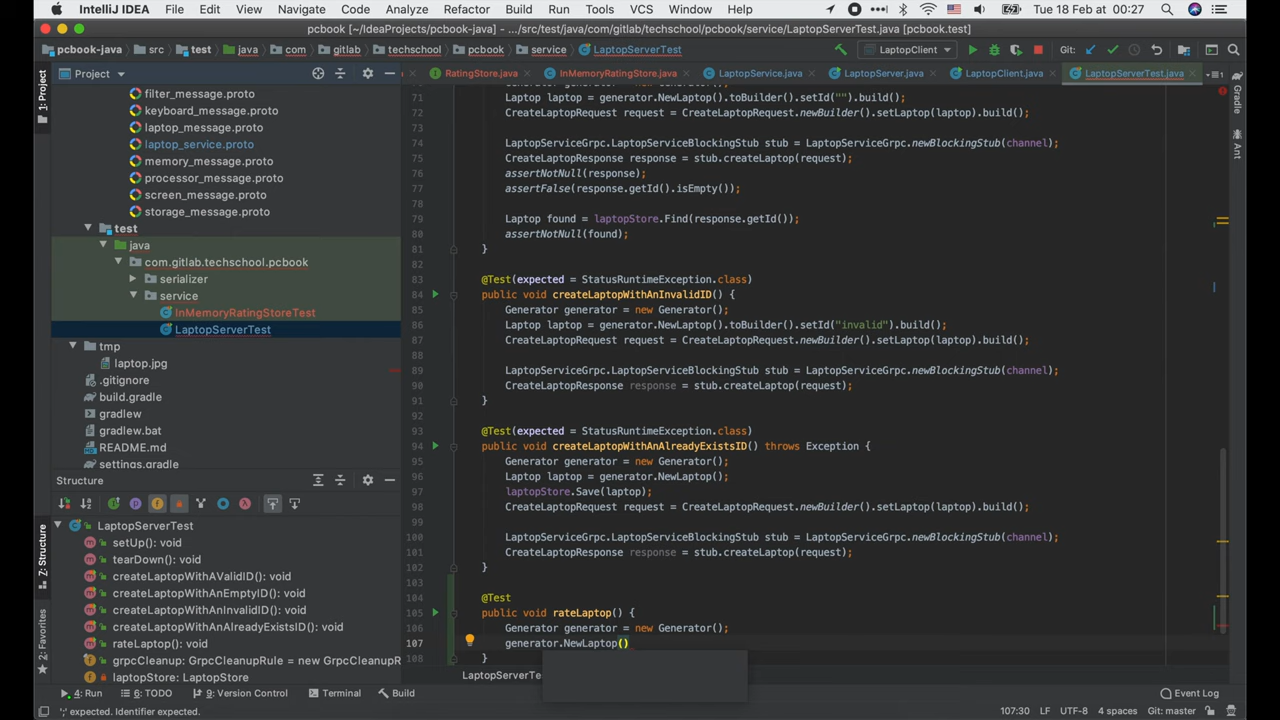 IntelliJ IDEA File Edit View Navigate Code Analyze Refactor Build Run Tools VCS Window Help Tue 18 Feb at 00:27
pcbook [~/IdeaProjects/pcbook-java] – .../src/test/java/com/gitlab/techschool/pcbook/service/LaptopServerTest.java [pcbook.test]
pcbook-java src test java com gitlab techschool pcbook service LaptopServerTest LaptopClient Git:
1: Project
Project
RatingStore.java InMemoryRatingStore.java LaptopService.java LaptopServer.java LaptopClient.java LaptopServerTest.java
Gradle
Ant
filter_message.proto
keyboard_message.proto
laptop_message.proto
laptop_service.proto
memory_message.proto
processor_message.proto
screen_message.proto
storage_message.proto
test
java
com.gitlab.techschool.pcbook
serializer
service
InMemoryRatingStoreTest
LaptopServerTest
tmp
laptop.jpg
.gitignore
build.gradle
gradlew
gradlew.bat
README.md
settings.gradle
Structure
7: Structure
2: Favorites
LaptopServerTest
setUp(): void
tearDown(): void
createLaptopWithAValidID(): void
createLaptopWithAnEmptyID(): void
createLaptopWithAnInvalidID(): void
createLaptopWithAnAlreadyExistsID(): void
rateLaptop(): void
grpcCleanup: GrpcCleanupRule = new GrpcCleanupR
laptopStore: LaptopStore
71 Laptop laptop = generator.NewLaptop().toBuilder().setId("").build();
72 CreateLaptopRequest request = CreateLaptopRequest.newBuilder().setLaptop(laptop).build();
73
74 LaptopServiceGrpc.LaptopServiceBlockingStub stub = LaptopServiceGrpc.newBlockingStub(channel);
75 CreateLaptopResponse response = stub.createLaptop(request);
76 assertNotNull(response);
77 assertFalse(response.getId().isEmpty());
78
79 Laptop found = laptopStore.Find(response.getId());
80 assertNotNull(found);
81 }
82
83 @Test(expected = StatusRuntimeException.class)
84 public void createLaptopWithAnInvalidID() {
85 Generator generator = new Generator();
86 Laptop laptop = generator.NewLaptop().toBuilder().setId("invalid").build();
87 CreateLaptopRequest request = CreateLaptopRequest.newBuilder().setLaptop(laptop).build();
88
89 LaptopServiceGrpc.LaptopServiceBlockingStub stub = LaptopServiceGrpc.newBlockingStub(channel);
90 CreateLaptopResponse response = stub.createLaptop(request);
91 }
92
93 @Test(expected = StatusRuntimeException.class)
94 public void createLaptopWithAnAlreadyExistsID() throws Exception {
95 Generator generator = new Generator();
96 Laptop laptop = generator.NewLaptop();
97 laptopStore.Save(laptop);
98 CreateLaptopRequest request = CreateLaptopRequest.newBuilder().setLaptop(laptop).build();
99
100 LaptopServiceGrpc.LaptopServiceBlockingStub stub = LaptopServiceGrpc.newBlockingStub(channel);
101 CreateLaptopResponse response = stub.createLaptop(request);
102 }
103
104 @Test
105 public void rateLaptop() {
106 Generator generator = new Generator();
107 generator.NewLaptop()
108 }
LaptopServerTe
4: Run 6: TODO 9: Version Control Terminal Build Event Log
';' expected. Identifier expected. 107:30 LF UTF-8 4 spaces Git: master